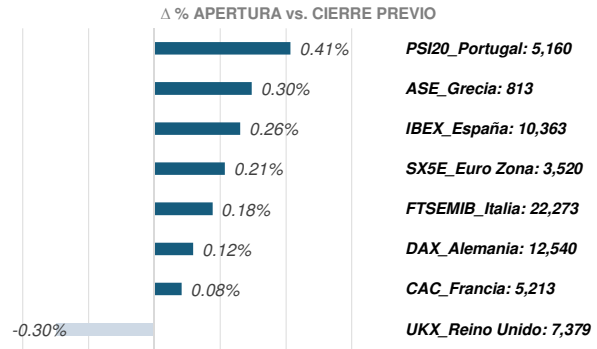 Δ % APERTURA vs. CIERRE PREVIO
0.41% PSI20_Portugal: 5,160
0.30% ASE_Grecia: 813
0.26% IBEX_España: 10,363
0.21% SX5E_Euro Zona: 3,520
0.18% FTSEMIB_Italia: 22,273
0.12% DAX_Alemania: 12,540
0.08% CAC_Francia: 5,213
-0.30% UKX_Reino Unido: 7,379